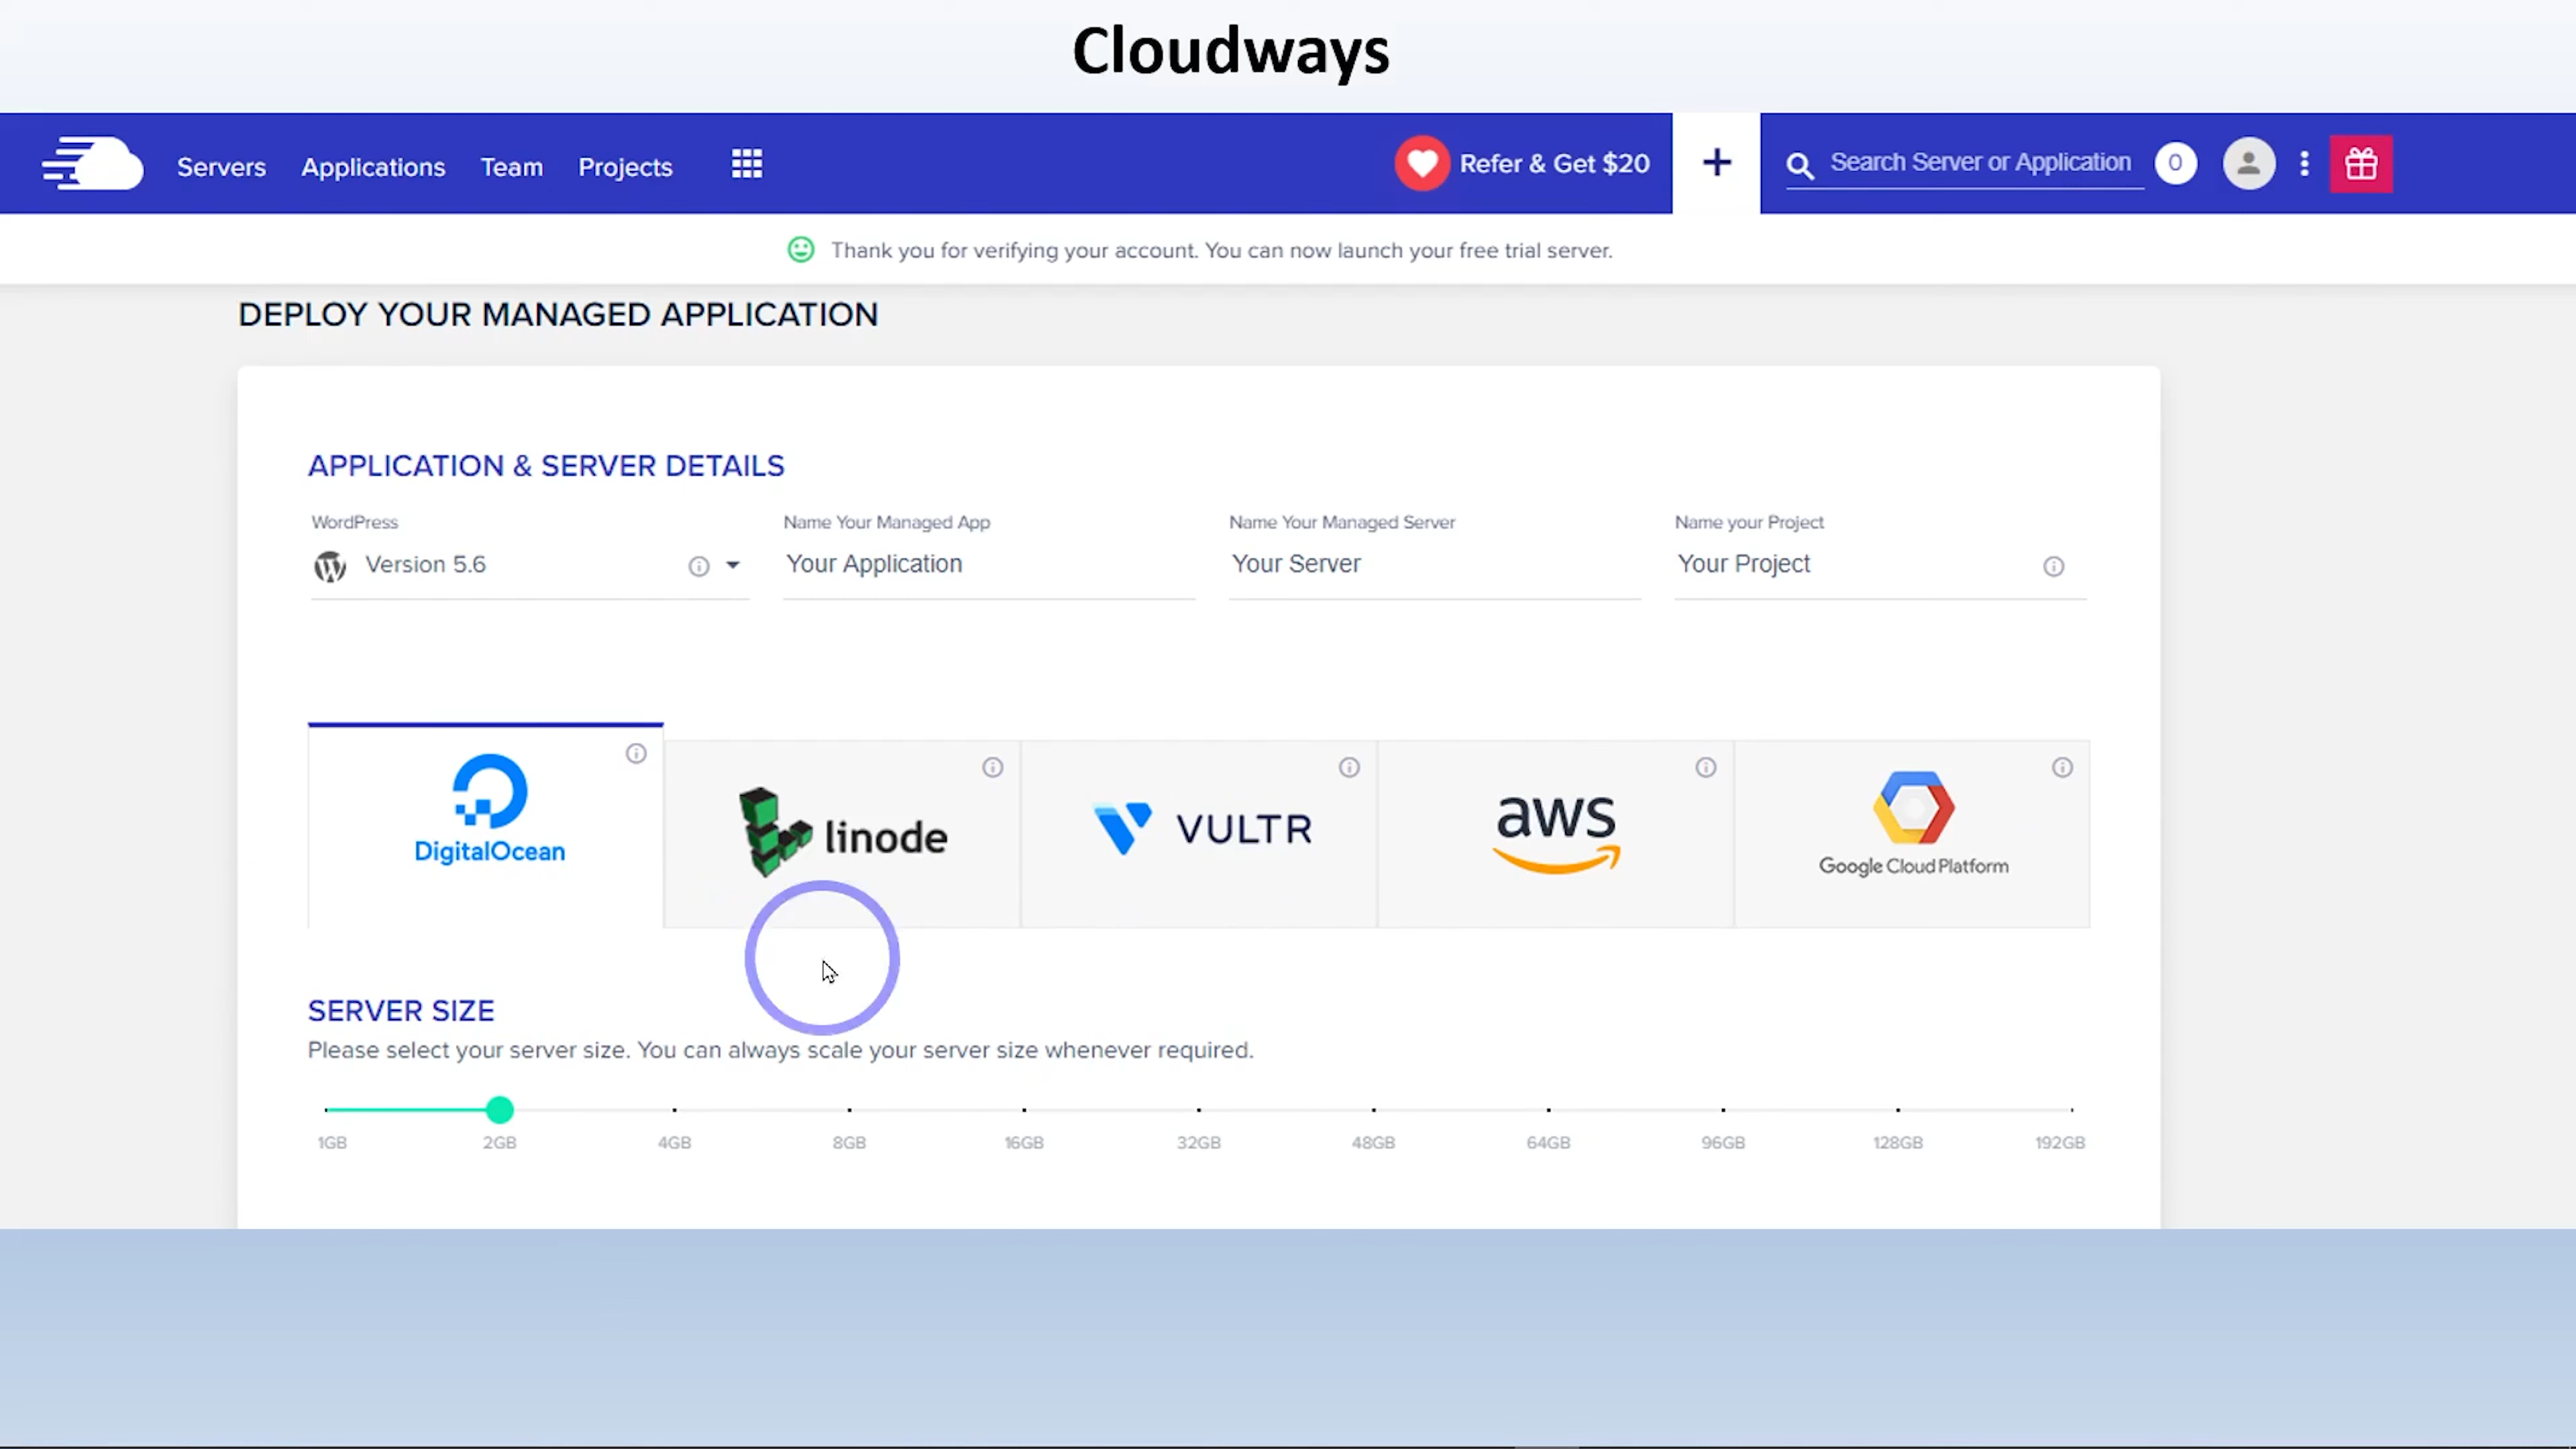 Cloudways
Servers Applications Team Projects Refer & Get $20 + Search Server or Application 0
Thank you for verifying your account. You can now launch your free trial server.
DEPLOY YOUR MANAGED APPLICATION
APPLICATION & SERVER DETAILS
WordPress Name Your Managed App Name Your Managed Server Name your Project
Version 5.6 Your Application Your Server Your Project
DigitalOcean linode VULTR aws Google Cloud Platform
SERVER SIZE
Please select your server size. You can always scale your server size whenever required.
1GB 2GB 4GB 8GB 16GB 32GB 48GB 64GB 96GB 128GB 192GB